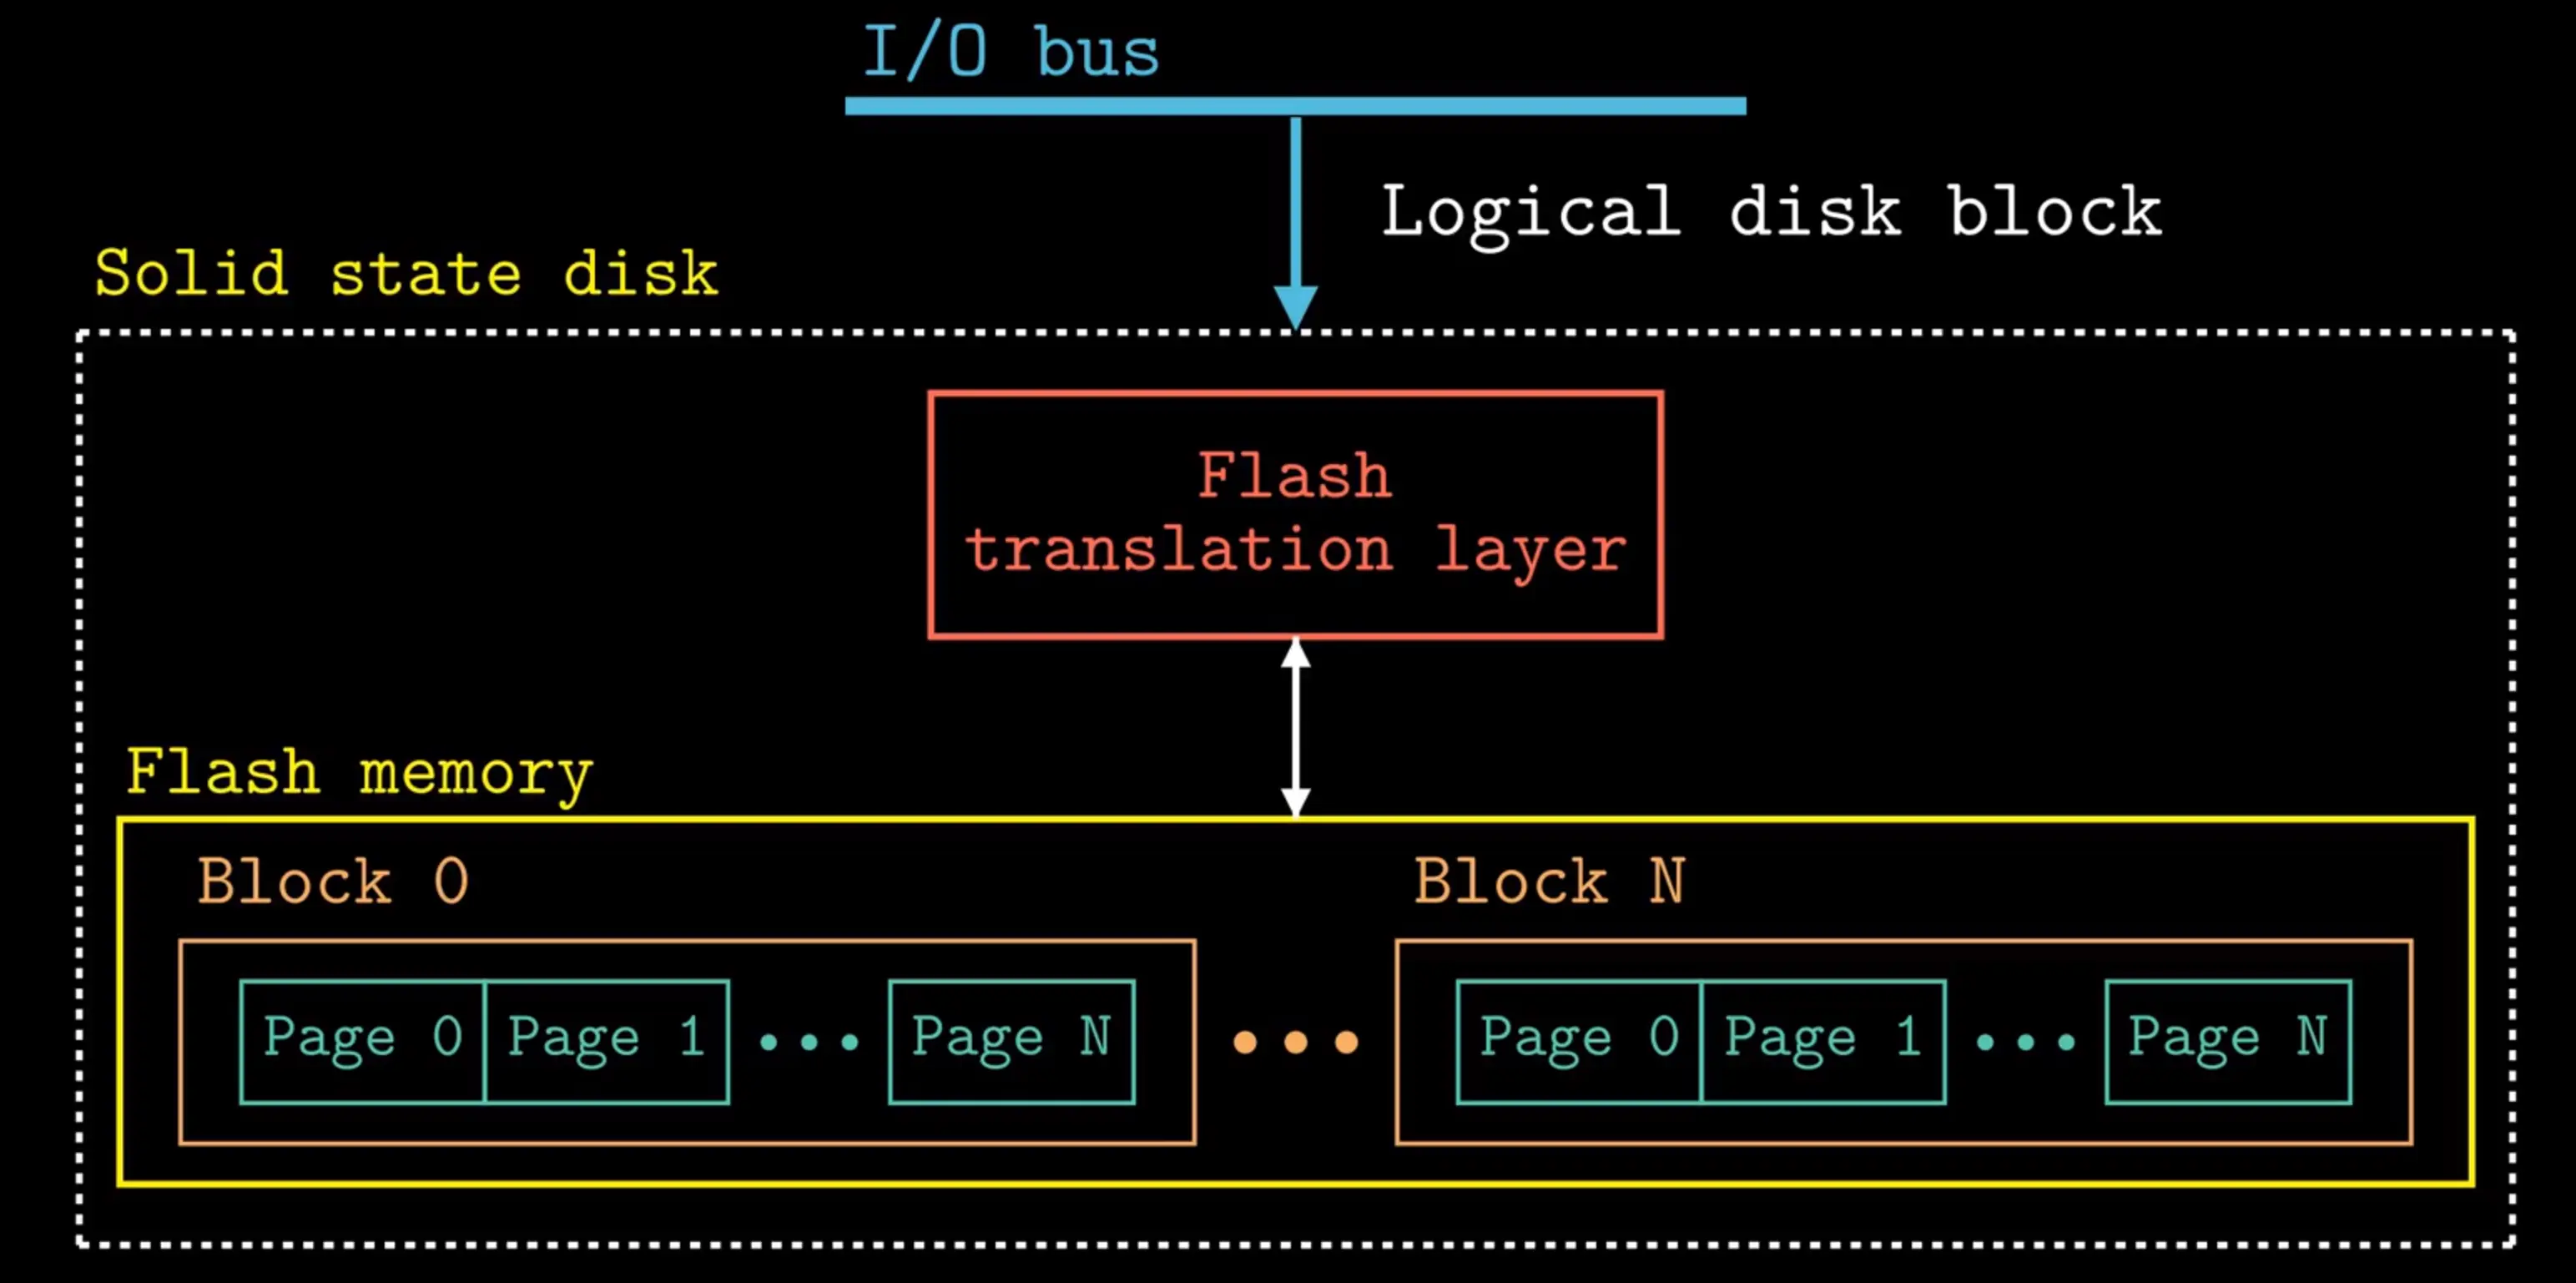 I/O bus
Logical disk block
Solid state disk
Flash
translation layer
Flash memory
Block 0
Block N
Page 0
Page 1
Page N
Page 0
Page 1
Page N